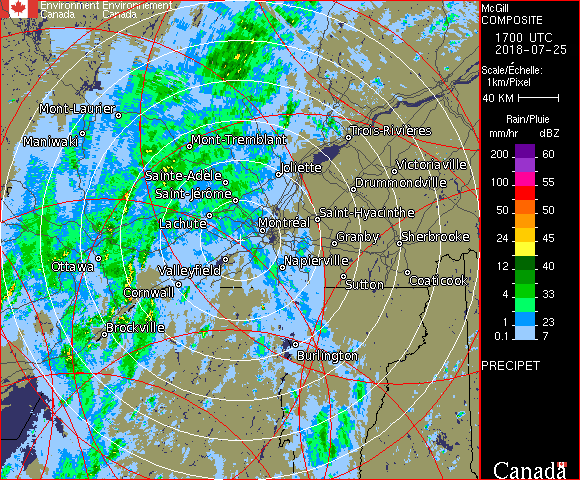 Environment Environnement
Canada Canada
McGill
COMPOSITE
1700 UTC
2018-07-25
Scale/Échelle:
1km/Pixel
40 KM
Rain/Pluie
mm/hr dBZ
200 60
100 55
50 50
24 45
12 40
4 33
1 23
0.1 7
PRECIPET
Mont-Laurier
Maniwaki
Mont-Tremblant
Trois-Rivières
Joliette
Victoriaville
Sainte-Adèle
Drummondville
Saint-Jérôme
Lachute
Saint-Hyacinthe
Montréal
Granby
Sherbrooke
Ottawa
Valleyfield
Napierville
Cornwall
Sutton
Coaticook
Brockville
Burlington
Canada